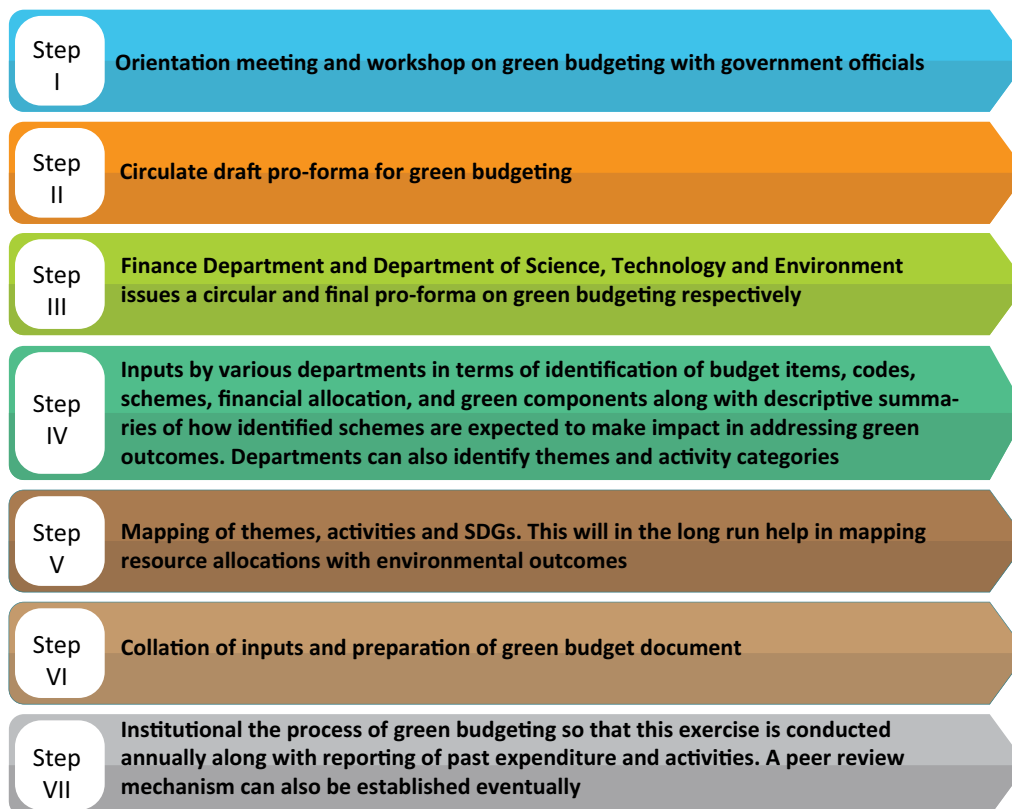 Step
I
Orientation meeting and workshop on green budgeting with government officials
Step
II
Circulate draft pro-forma for green budgeting
Step
III
Finance Department and Department of Science, Technology and Environment
issues a circular and final pro-forma on green budgeting respectively
Step
IV
Inputs by various departments in terms of identification of budget items, codes,
schemes, financial allocation, and green components along with descriptive summa-
ries of how identified schemes are expected to make impact in addressing green
outcomes. Departments can also identify themes and activity categories
Step
V
Mapping of themes, activities and SDGs. This will in the long run help in mapping
resource allocations with environmental outcomes
Step
VI
Collation of inputs and preparation of green budget document
Step
VII
Institutional the process of green budgeting so that this exercise is conducted
annually along with reporting of past expenditure and activities. A peer review
mechanism can also be established eventually